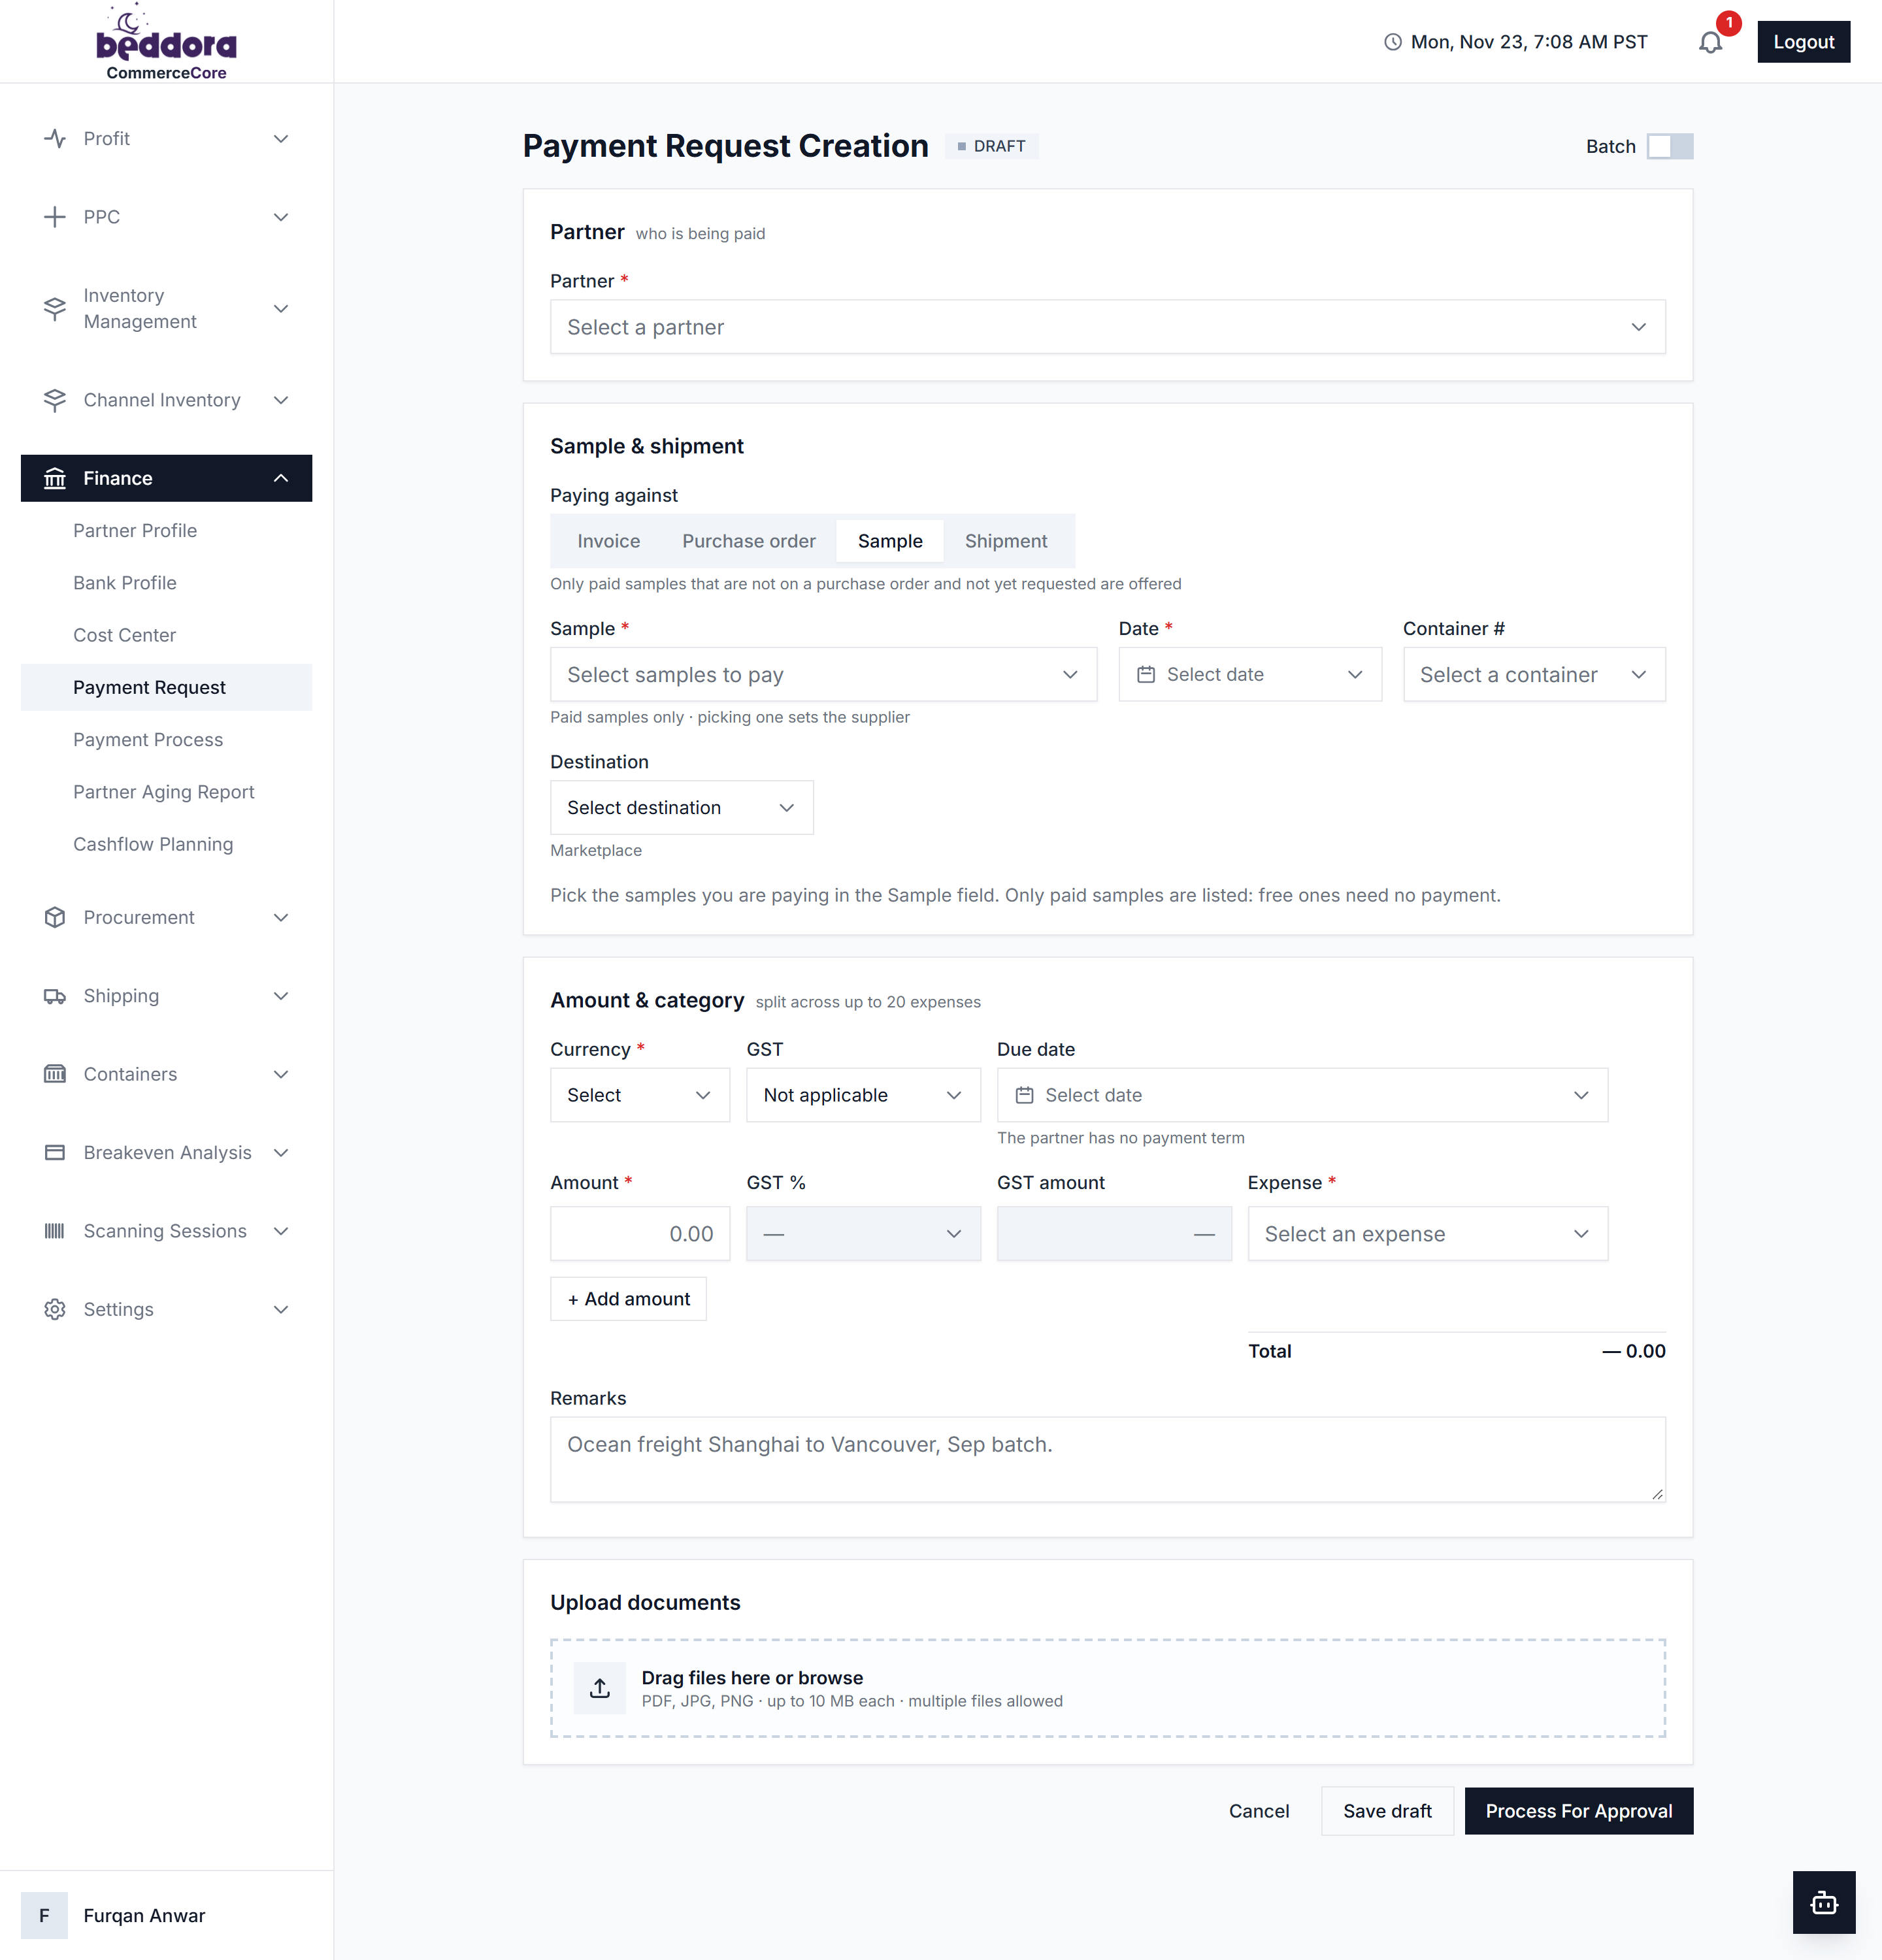 beddora
CommerceCore
Mon, Nov 23, 7:08 AM PST
1
Logout
Profit
PPC
Inventory
Management
Channel Inventory
Finance
Partner Profile
Bank Profile
Cost Center
Payment Request
Payment Process
Partner Aging Report
Cashflow Planning
Procurement
Shipping
Containers
Breakeven Analysis
Scanning Sessions
Settings
F
Furqan Anwar
Payment Request Creation
DRAFT
Batch
Partner who is being paid
Partner *
Select a partner
Sample & shipment
Paying against
Invoice Purchase order Sample Shipment
Only paid samples that are not on a purchase order and not yet requested are offered
Sample * Date * Container #
Select samples to pay Select date Select a container
Paid samples only · picking one sets the supplier
Destination
Select destination
Marketplace
Pick the samples you are paying in the Sample field. Only paid samples are listed: free ones need no payment.
Amount & category split across up to 20 expenses
Currency * GST Due date
Select Not applicable Select date
The partner has no payment term
Amount * GST % GST amount Expense *
0.00 — — Select an expense
+ Add amount
Total — 0.00
Remarks
Ocean freight Shanghai to Vancouver, Sep batch.
Upload documents
Drag files here or browse
PDF, JPG, PNG · up to 10 MB each · multiple files allowed
Cancel Save draft Process For Approval